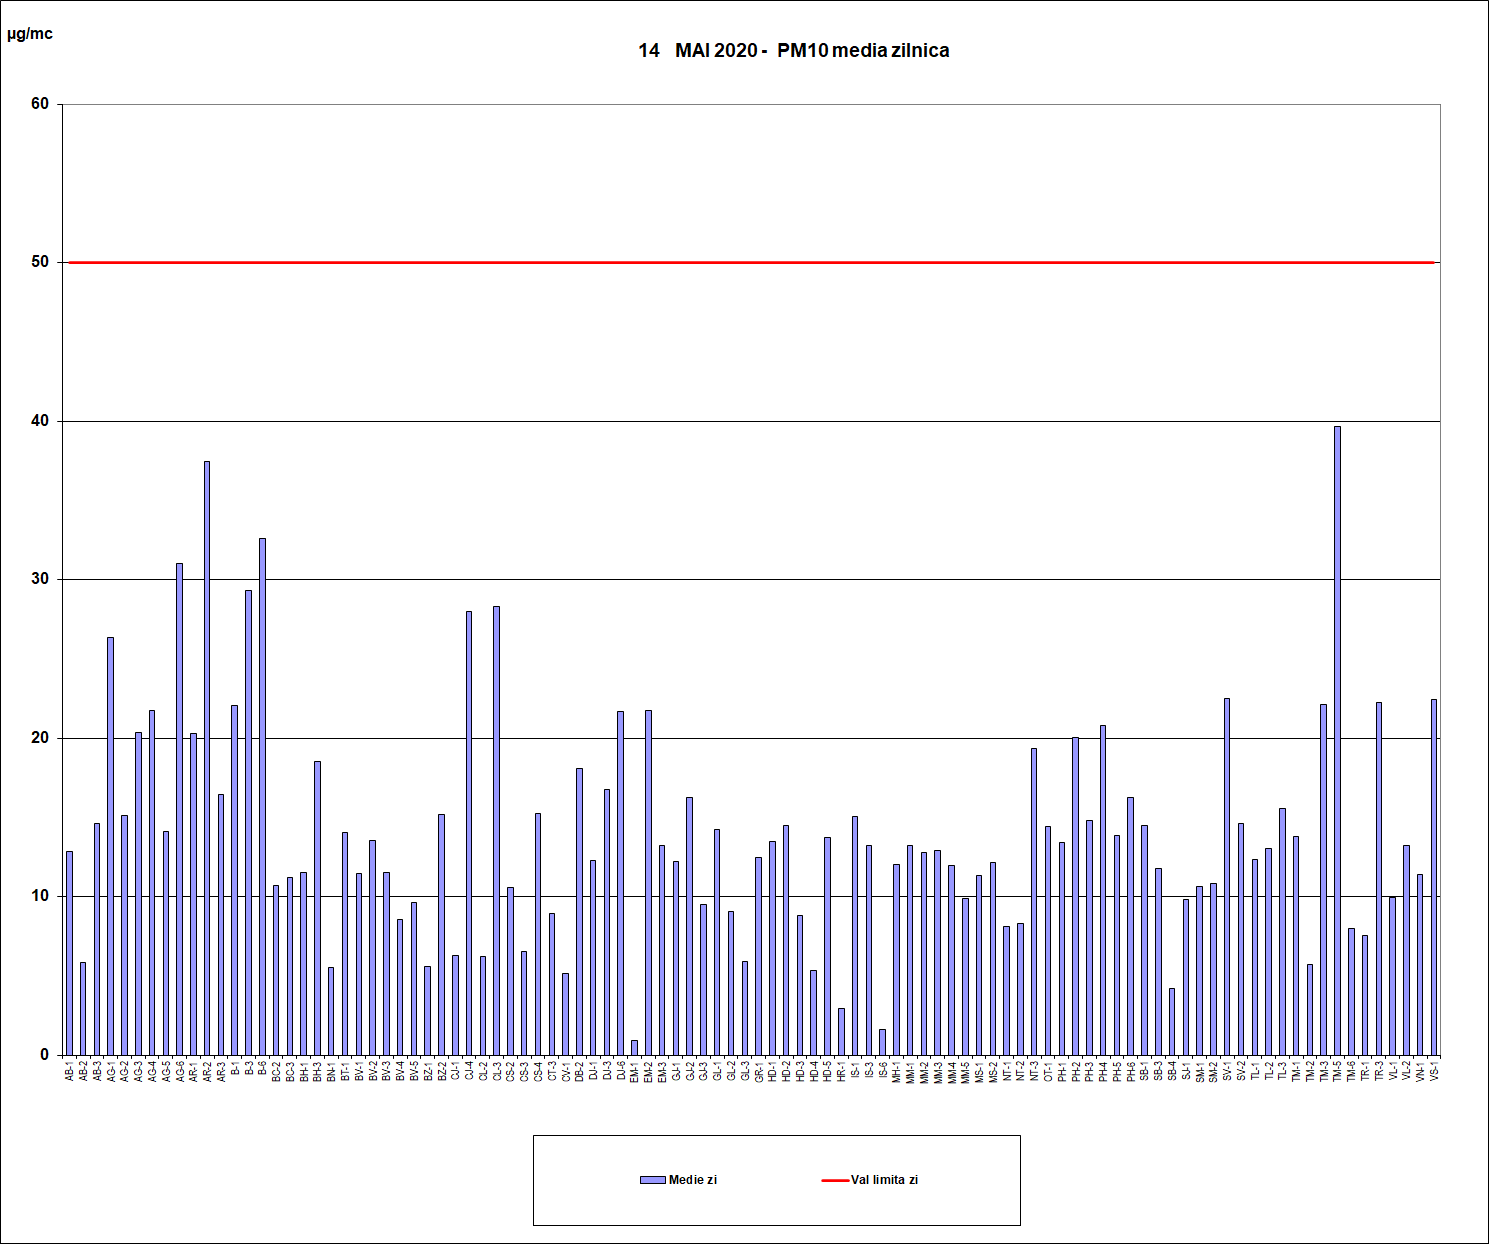 µg/mc
14 MAI 2020 - PM10 media zilnica
60
50
40
30
20
10
0
AB-1 AB-2 AB-3 AG-1 AG-2 AG-3 AG-4 AG-5 AG-6 AR-1 AR-2 AR-3 B-1 B-3 B-6 BC-2 BC-3 BH-1 BH-3 BN-1 BT-1 BV-1 BV-2 BV-3 BV-4 BV-5 BZ-1 BZ-2 CJ-1 CJ-4 CL-2 CL-3 CS-2 CS-3 CS-4 CT-3 CV-1 DB-2 DJ-1 DJ-3 DJ-6 EM-1 EM-2 EM-3 GJ-1 GJ-2 GJ-3 GL-1 GL-2 GL-3 GR-1 HD-1 HD-2 HD-3 HD-4 HD-5 HR-1 IS-1 IS-3 IS-6 MH-1 MM-1 MM-2 MM-3 MM-4 MM-5 MS-1 MS-2 NT-1 NT-2 NT-3 OT-1 PH-1 PH-2 PH-3 PH-4 PH-5 PH-6 SB-1 SB-3 SB-4 SJ-1 SM-1 SM-2 SV-1 SV-2 TL-1 TL-2 TL-3 TM-1 TM-2 TM-3 TM-5 TM-6 TR-1 TR-3 VL-1 VL-2 VN-1 VS-1
Medie zi Val limita zi